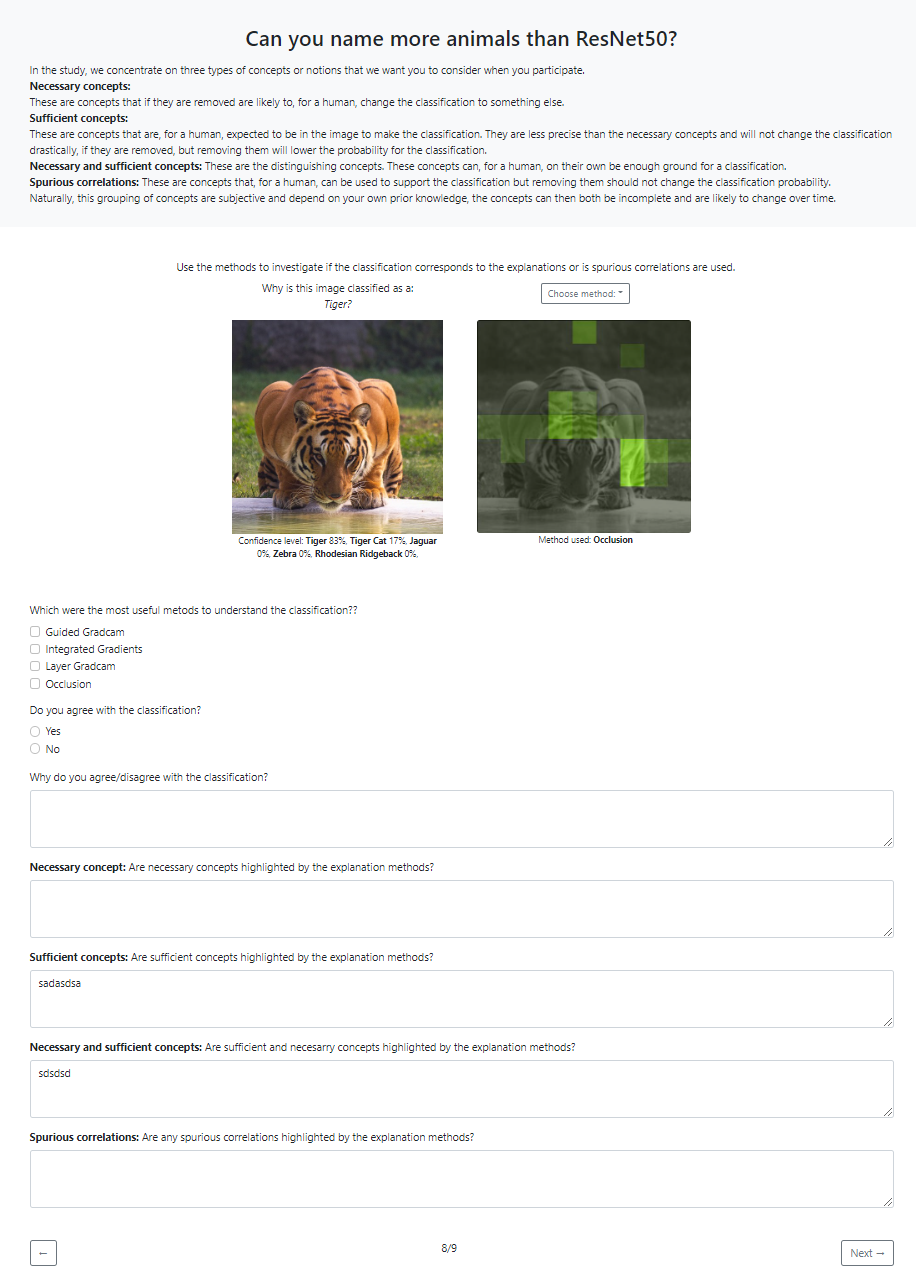 Can you name more animals than ResNet50?
In the study, we concentrate on three types of concepts or notions that we want you to consider when you participate.
Necessary concepts:
These are concepts that if they are removed are likely to, for a human, change the classification to something else.
Sufficient concepts:
These are concepts that are, for a human, expected to be in the image to make the classification. They are less precise than the necessary concepts and will not change the classification
drastically, if they are removed, but removing them will lower the probability for the classification.
Necessary and sufficient concepts: These are the distinguishing concepts. These concepts can, for a human, on their own be enough ground for a classification.
Spurious correlations: These are concepts that, for a human, can be used to support the classification but removing them should not change the classification probability.
Naturally, this grouping of concepts are subjective and depend on your own prior knowledge, the concepts can then both be incomplete and are likely to change over time.
Use the methods to investigate if the classification corresponds to the explanations or is spurious correlations are used.
Why is this image classified as a:
Tiger?
Choose method:
Confidence level: Tiger 83%, Tiger Cat 17%, Jaguar
0%, Zebra 0%, Rhodesian Ridgeback 0%,
Method used: Occlusion
Which were the most useful metods to understand the classification??
Guided Gradcam
Integrated Gradients
Layer Gradcam
Occlusion
Do you agree with the classification?
Yes
No
Why do you agree/disagree with the classification?
Necessary concept: Are necessary concepts highlighted by the explanation methods?
Sufficient concepts: Are sufficient concepts highlighted by the explanation methods?
sadasdsa
Necessary and sufficient concepts: Are sufficient and necesarry concepts highlighted by the explanation methods?
sdsdsd
Spurious correlations: Are any spurious correlations highlighted by the explanation methods?
←
8/9
Next →